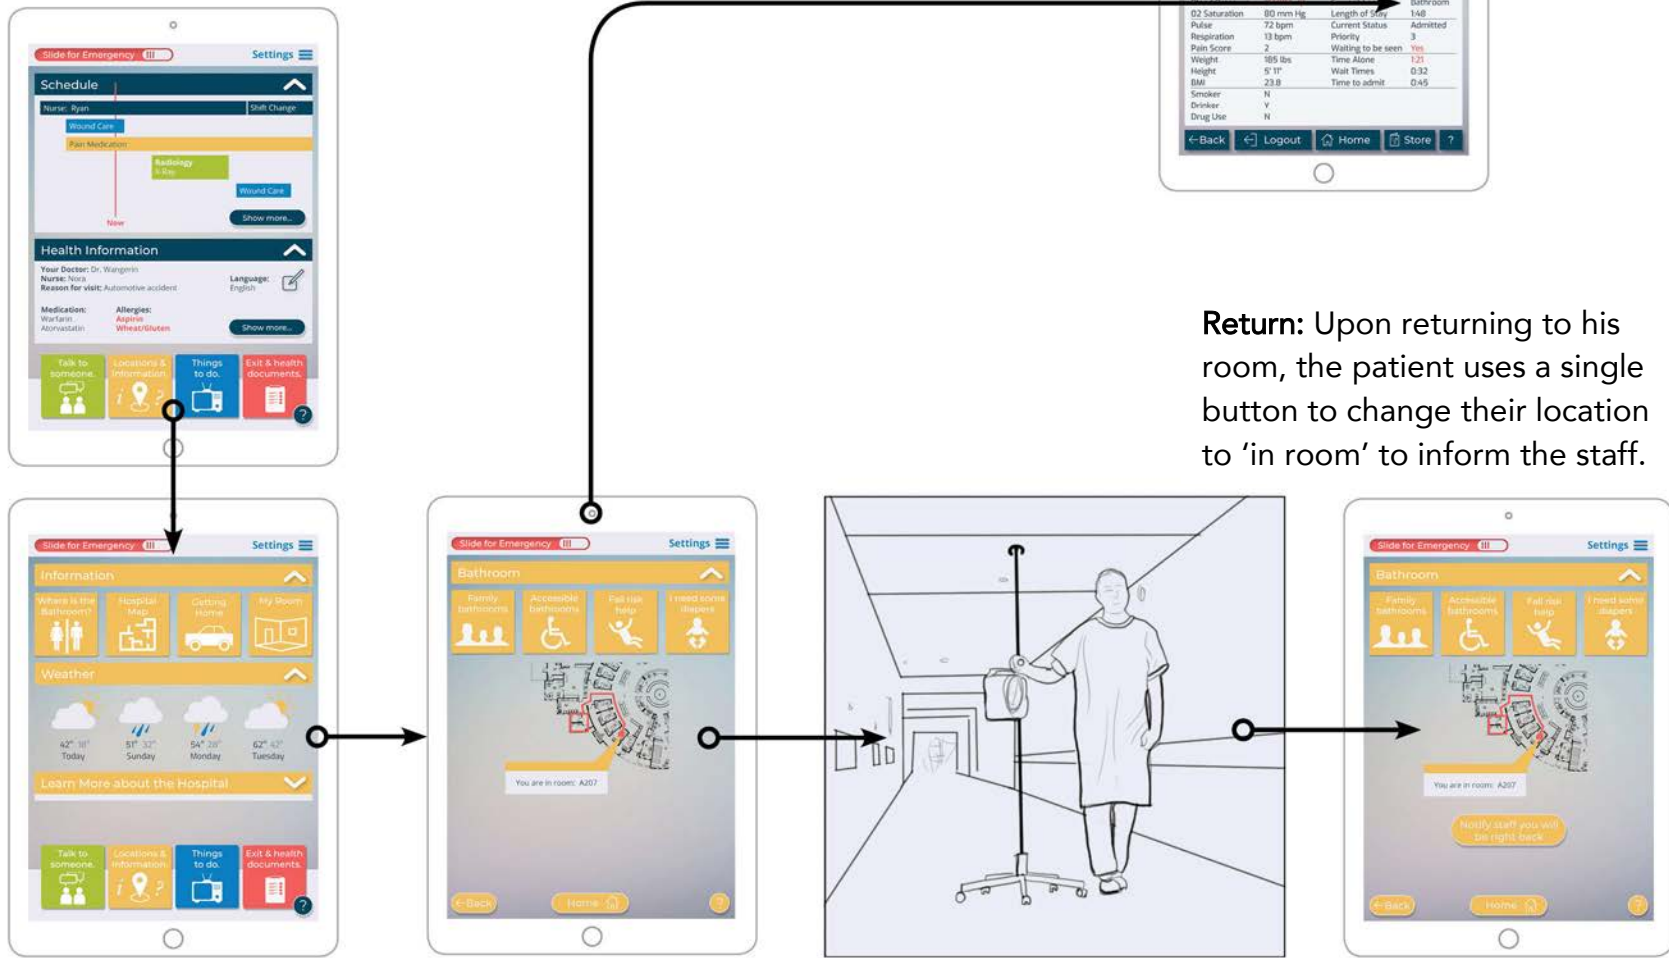 Slide for Emergency
Settings
Schedule
Nurse: Ryan
Shift Change
Wound Care
Pain Medication
Radiology
X-Ray
Wound Care
Now
Show more...
Health Information
Your Doctor: Dr. Wangerin
Nurse: Nora
Reason for visit: Automotive accident
Language:
English
Medication:
Warfarin
Atorvastatin
Allergies:
Aspirin
Wheat/Gluten
Show more...
Talk to
someone.
Locations &
Information
Things
to do.
Exit & health
documents.
?
Bathroom
02 Saturation 80 mm Hg Length of Stay 1:48
Pulse 72 bpm Current Status Admitted
Respiration 13 bpm Priority 3
Pain Score 2 Waiting to be seen Yes
Weight 185 lbs Time Alone 1:21
Height 5' 11" Wait Times 0:32
BMI 23.8 Time to admit 0:45
Smoker N
Drinker Y
Drug Use N
←Back
Logout
Home
Store
?
Return: Upon returning to his
room, the patient uses a single
button to change their location
to ‘in room’ to inform the staff.
Slide for Emergency
Settings
Information
Where is the
Bathroom?
Hospital
Map
Getting
Home
My Room
Weather
42° 18°
Today
51° 32°
Sunday
54° 28°
Monday
62° 42°
Tuesday
Learn More about the Hospital
Talk to
someone.
Locations &
Information
Things
to do.
Exit & health
documents.
?
Slide for Emergency
Settings
Bathroom
Family
bathrooms
Accessible
bathrooms
Fall risk
help
I need some
diapers
You are in room: A207
←Back
Home
?
Slide for Emergency
Settings
Bathroom
Family
bathrooms
Accessible
bathrooms
Fall risk
help
I need some
diapers
You are in room: A207
Notify staff you will
be right back
←Back
Home
?